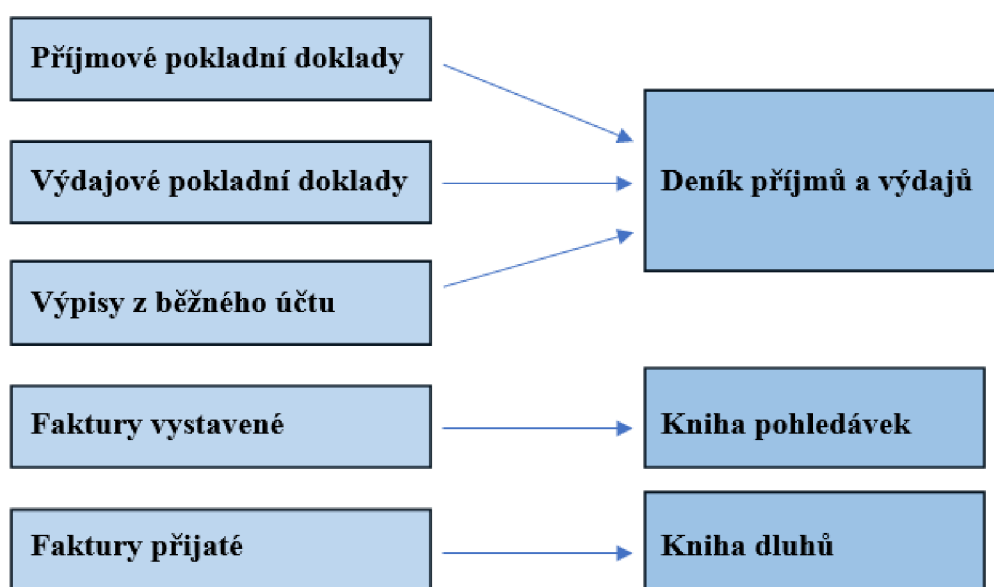 Příjmové pokladní doklady
Výdajové pokladní doklady
Deník příjmů a výdajů
Výpisy z běžného účtu
Faktury vystavené
Kniha pohledávek
Faktury přijaté
Kniha dluhů